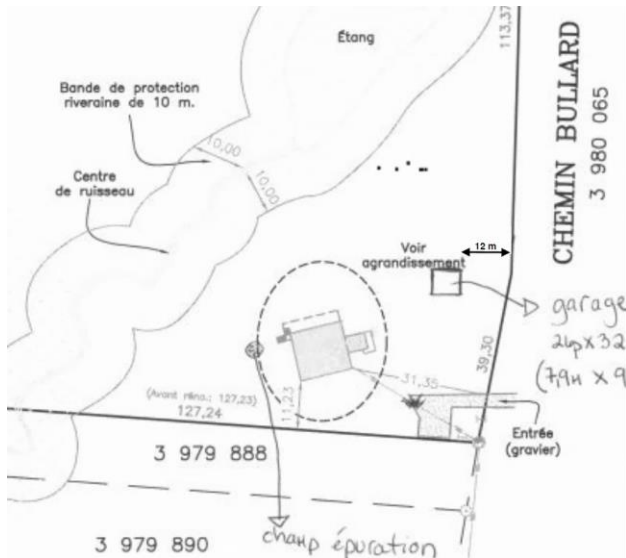 Étang
113,37
CHEMIN BULLARD
3 980 065
Bande de protection
riveraine de 10 m.
10,00
10,00
Centre
de ruisseau
Voir
agrandissement
12 m
garage
26p x 32
(7,9m x 9
39,30
31,35
11,23
(Avant réno.: 127,23)
127,24
Entrée
(gravier)
3 979 888
champ épuration
3 979 890